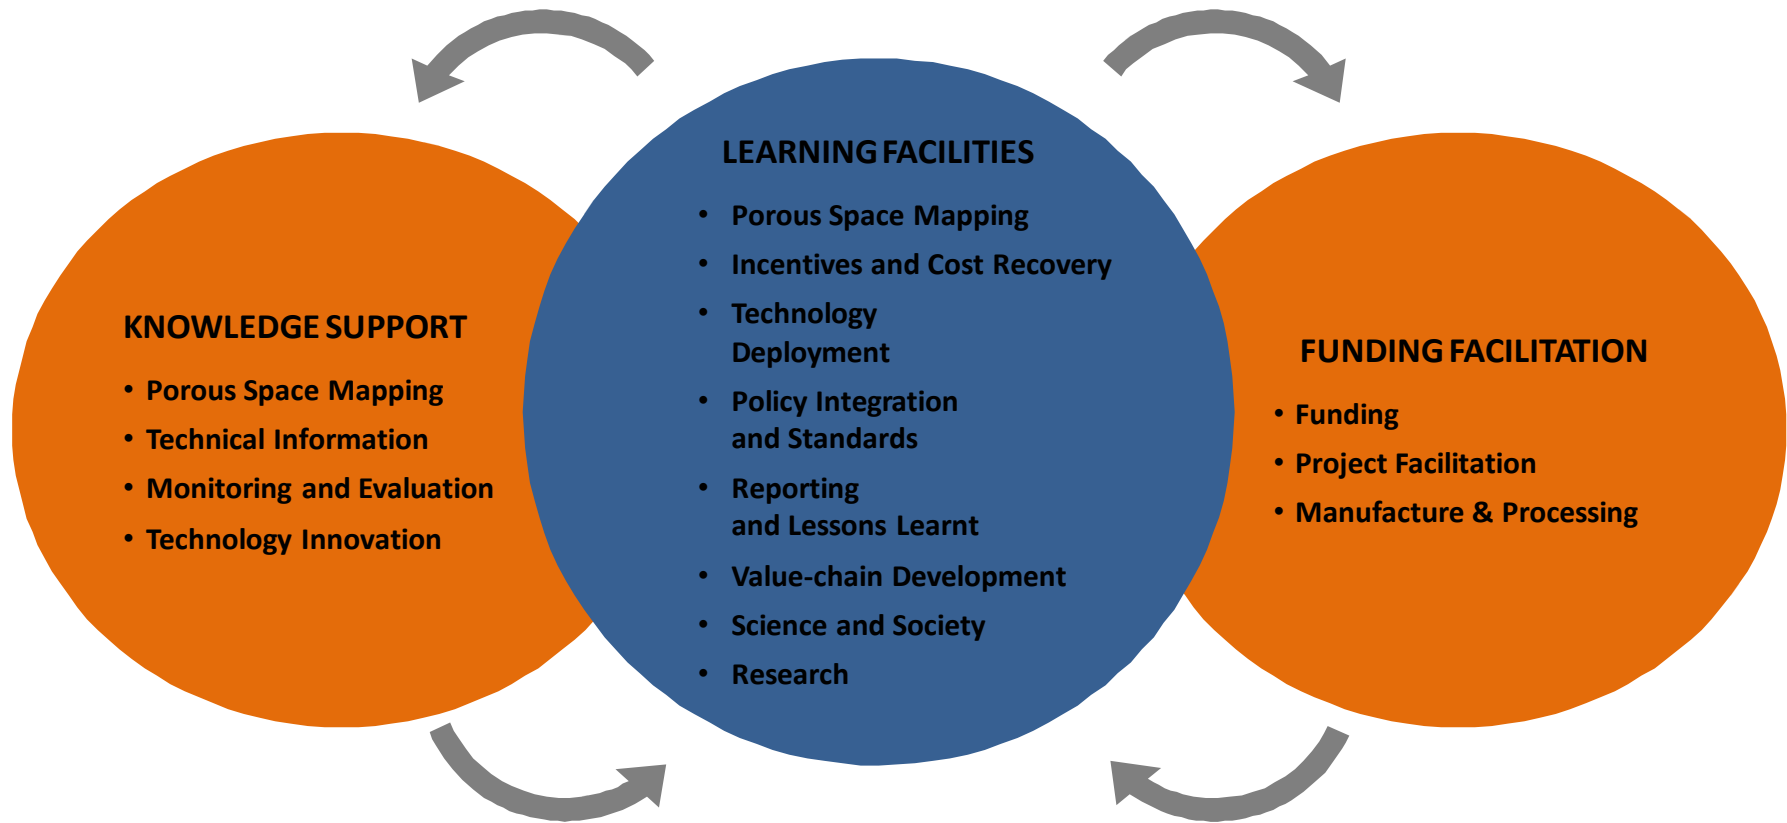 LEARNING FACILITIES
• Porous Space Mapping
• Incentives and Cost Recovery
• Technology
Deployment
• Policy Integration
and Standards
• Reporting
and Lessons Learnt
• Value-chain Development
• Science and Society
• Research
KNOWLEDGE SUPPORT
• Porous Space Mapping
• Technical Information
• Monitoring and Evaluation
• Technology Innovation
FUNDING FACILITATION
• Funding
• Project Facilitation
• Manufacture & Processing